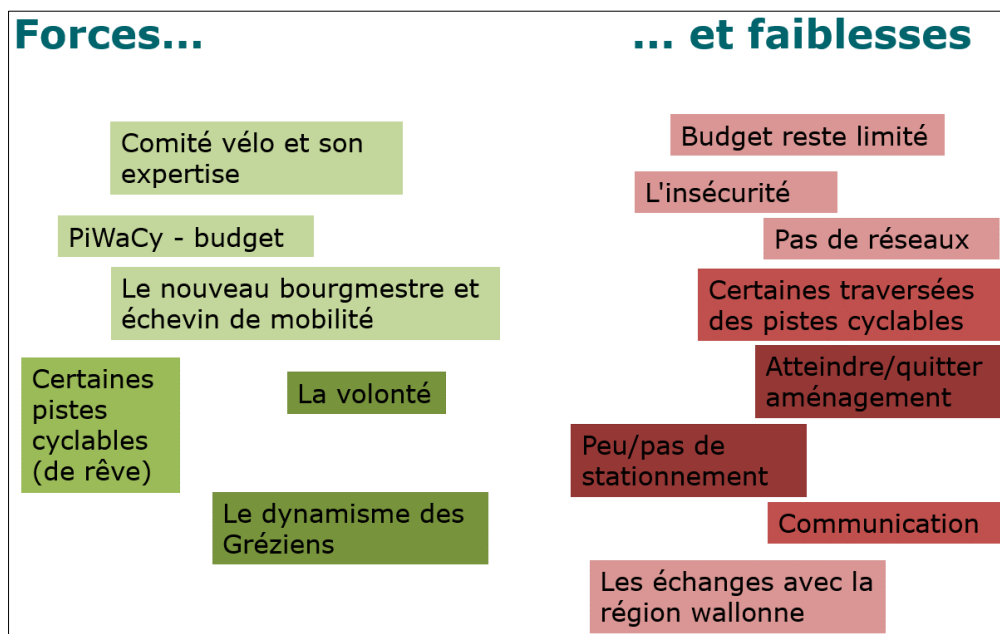 Forces...
Comité vélo et son
expertise
PiWaCy - budget
Le nouveau bourgmestre et
échevin de mobilité
Certaines
pistes
cyclables
(de rêve)
La volonté
Le dynamisme des
Gréziens
... et faiblesses
Budget reste limité
L'insécurité
Pas de réseaux
Certaines traversées
des pistes cyclables
Atteindre/quitter
aménagement
Peu/pas de
stationnement
Communication
Les échanges avec la
région wallonne